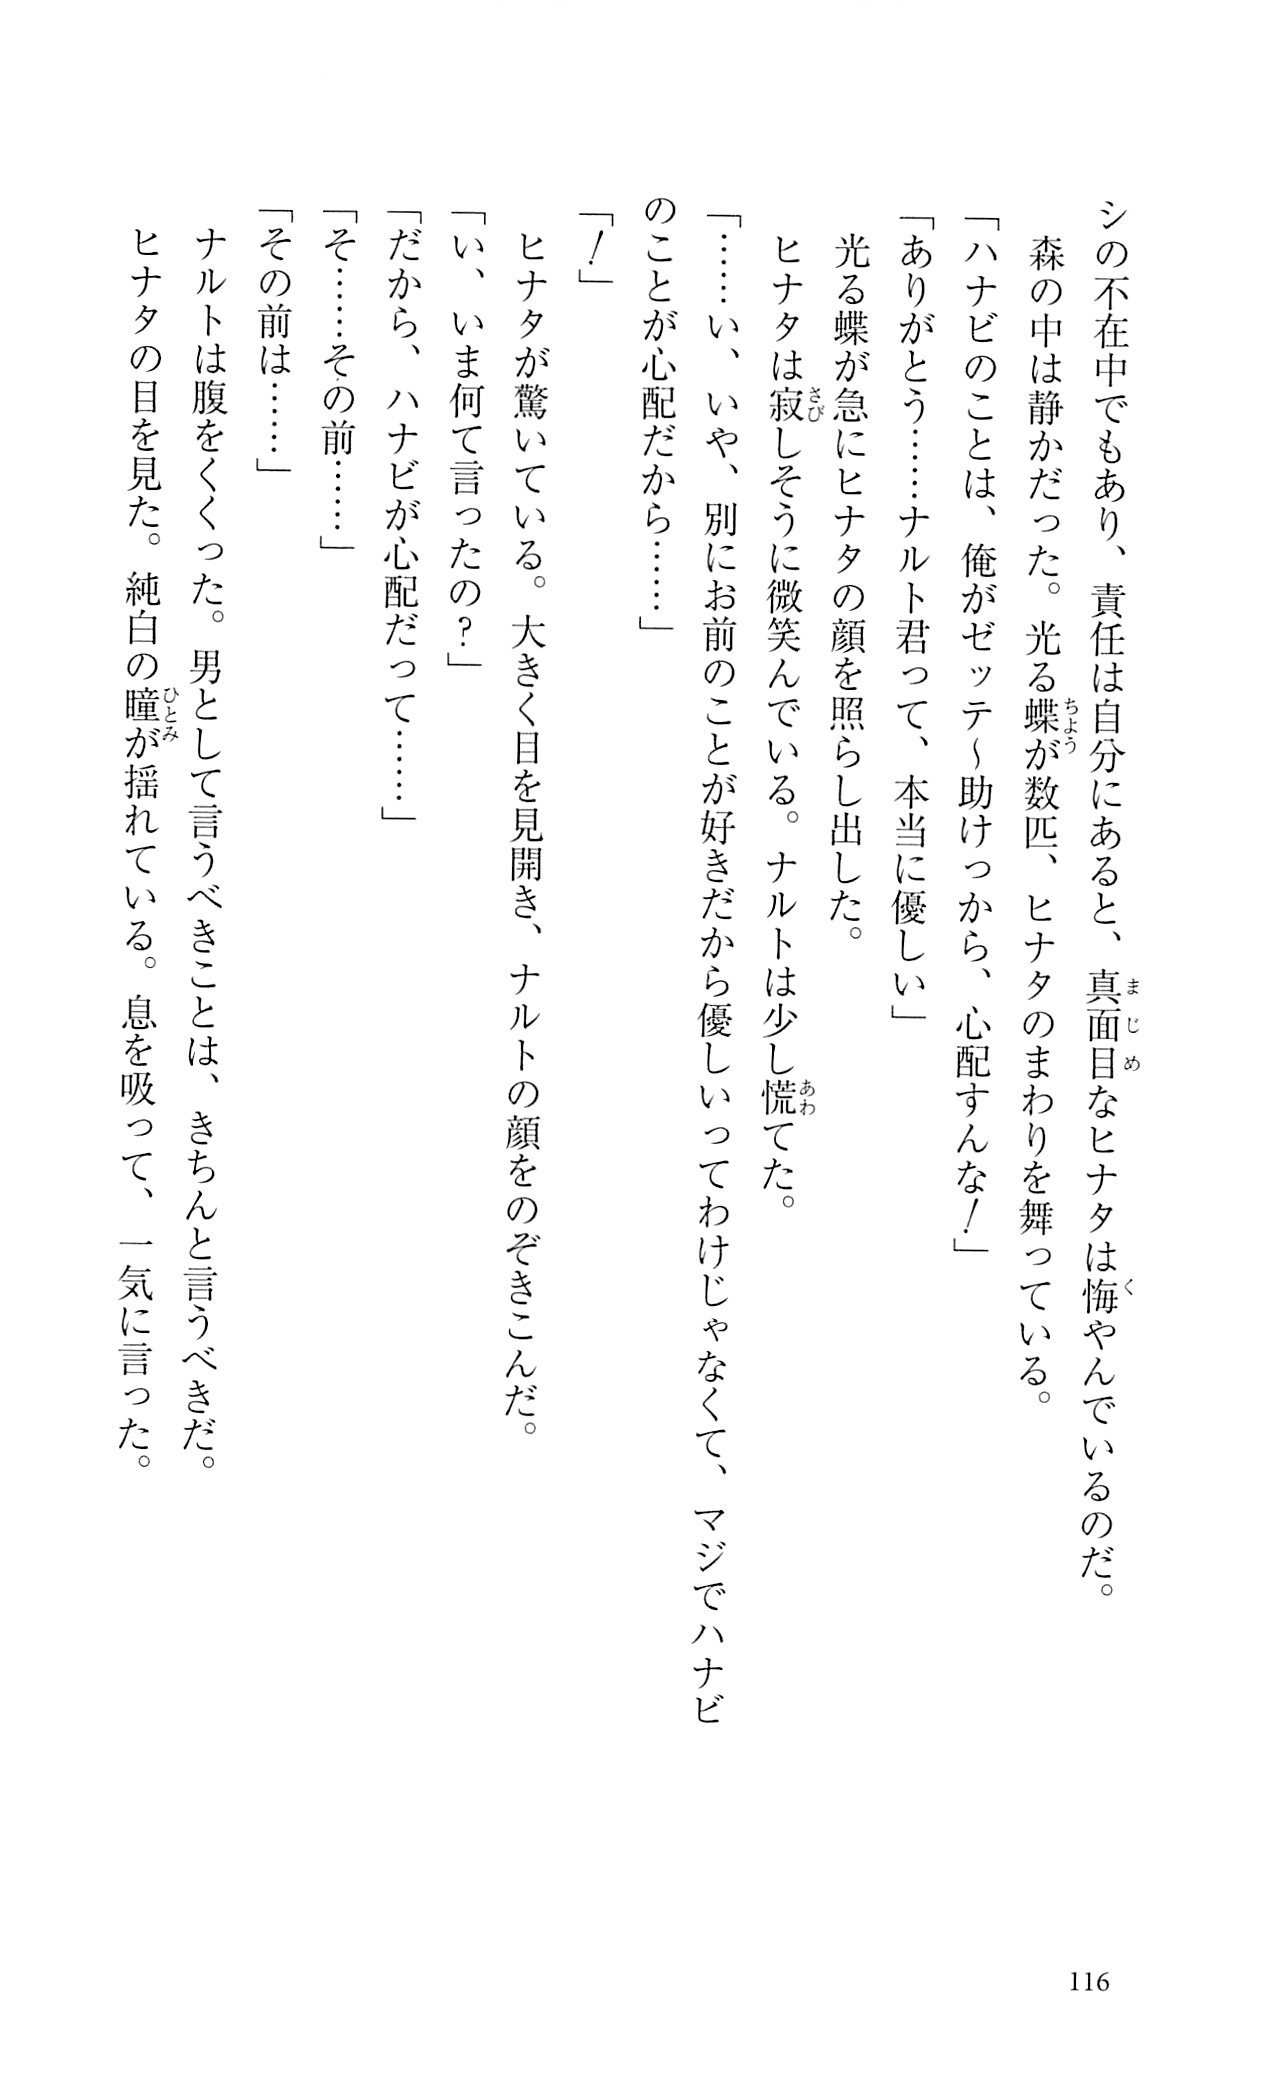 シの不在中でもあり、責任は自分にあると、真面目なヒナタは悔やんでいるのだ。
森の中は静かだった。光る蝶が数匹、ヒナタのまわりを舞っている。
「ハナビのことは、俺がゼッテ～助けっから、心配すんな！」
「ありがとう……ナルト君って、本当に優しい」
光る蝶が急にヒナタの顔を照らし出した。
ヒナタは寂しそうに微笑んでいる。ナルトは少し慌てた。
「……い、いや、別にお前のことが好きだから優しいってわけじゃなくて、マジでハナビ
のことが心配だから……」
「！」
ヒナタが驚いている。大きく目を見開き、ナルトの顔をのぞきこんだ。
「い、いま何て言ったの？」
「だから、ハナビが心配だって……」
「そ……その前……」
「その前は……」
ナルトは腹をくくった。男として言うべきことは、きちんと言うべきだ。
ヒナタの目を見た。純白の瞳が揺れている。息を吸って、一気に言った。
116